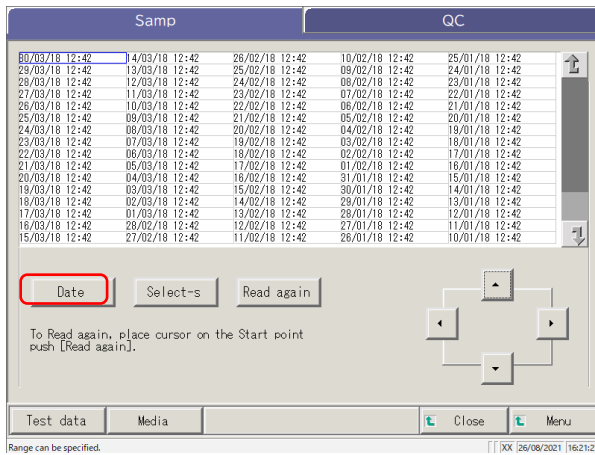 Samp QC
30/03/18 12:42 14/03/18 12:42 26/02/18 12:42 10/02/18 12:42 25/01/18 12:42
29/03/18 12:42 13/03/18 12:42 25/02/18 12:42 09/02/18 12:42 24/01/18 12:42
28/03/18 12:42 12/03/18 12:42 24/02/18 12:42 08/02/18 12:42 23/01/18 12:42
27/03/18 12:42 11/03/18 12:42 23/02/18 12:42 07/02/18 12:42 22/01/18 12:42
26/03/18 12:42 10/03/18 12:42 22/02/18 12:42 06/02/18 12:42 21/01/18 12:42
25/03/18 12:42 09/03/18 12:42 21/02/18 12:42 05/02/18 12:42 20/01/18 12:42
24/03/18 12:42 08/03/18 12:42 20/02/18 12:42 04/02/18 12:42 19/01/18 12:42
23/03/18 12:42 07/03/18 12:42 19/02/18 12:42 03/02/18 12:42 18/01/18 12:42
22/03/18 12:42 06/03/18 12:42 18/02/18 12:42 02/02/18 12:42 17/01/18 12:42
21/03/18 12:42 05/03/18 12:42 17/02/18 12:42 01/02/18 12:42 16/01/18 12:42
20/03/18 12:42 04/03/18 12:42 16/02/18 12:42 31/01/18 12:42 15/01/18 12:42
19/03/18 12:42 03/03/18 12:42 15/02/18 12:42 30/01/18 12:42 14/01/18 12:42
18/03/18 12:42 02/03/18 12:42 14/02/18 12:42 29/01/18 12:42 13/01/18 12:42
17/03/18 12:42 01/03/18 12:42 13/02/18 12:42 28/01/18 12:42 12/01/18 12:42
16/03/18 12:42 28/02/18 12:42 12/02/18 12:42 27/01/18 12:42 11/01/18 12:42
15/03/18 12:42 27/02/18 12:42 11/02/18 12:42 26/01/18 12:42 10/01/18 12:42
Date Select-s Read again
To Read again, place cursor on the Start point
push [Read again].
Test data Media Close Menu
Range can be specified. XX 26/08/2021 16:21:2